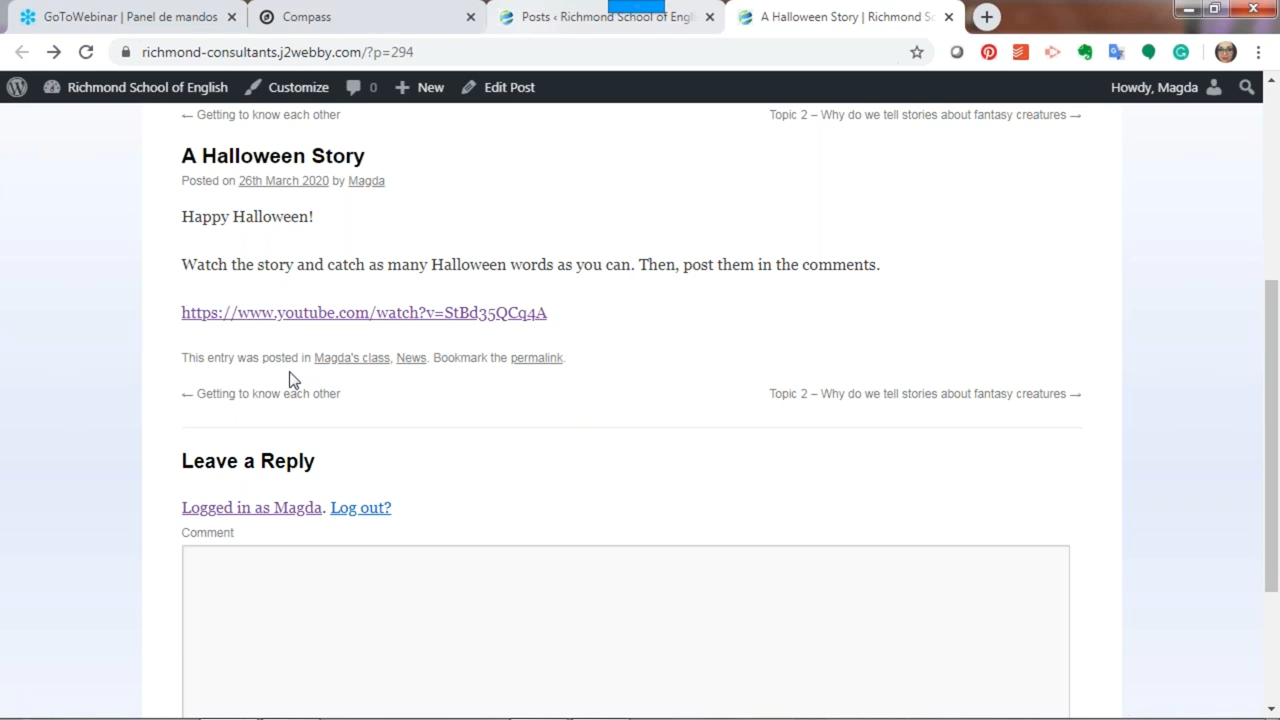 GoToWebinar | Panel de mandos
Compass
Posts ‹ Richmond School of Engl
A Halloween Story | Richmond Sc
richmond-consultants.j2webby.com/?p=294
Richmond School of English Customize 0 New Edit Post Howdy, Magda
← Getting to know each other Topic 2 – Why do we tell stories about fantasy creatures →
A Halloween Story
Posted on 26th March 2020 by Magda
Happy Halloween!
Watch the story and catch as many Halloween words as you can. Then, post them in the comments.
https://www.youtube.com/watch?v=StBd35QCq4A
This entry was posted in Magda's class, News. Bookmark the permalink.
← Getting to know each other Topic 2 – Why do we tell stories about fantasy creatures →
Leave a Reply
Logged in as Magda. Log out?
Comment